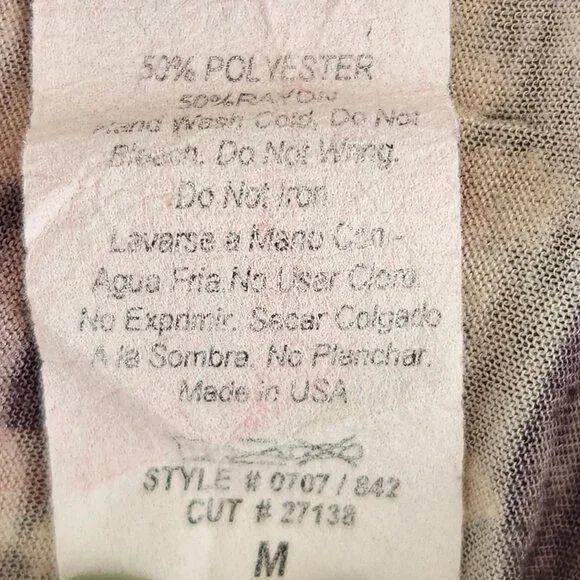 50% POLYESTER
50% RAYON
Hand Wash Cold, Do Not
Bleach. Do Not Wring.
Do Not Iron
Lavarse a Mano Con -
Agua Fria.No Usar Cloro.
No Exprimir. Secar Colgado
A la Sombra. No Planchar.
Made in USA
STYLE # 0707 / 842
CUT # 27138
M